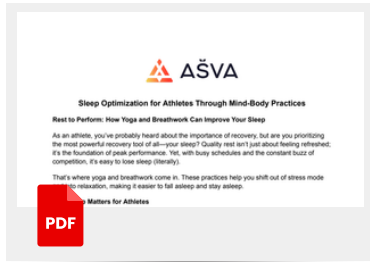 AŠVA
Sleep Optimization for Athletes Through Mind-Body Practices
Rest to Perform: How Yoga and Breathwork Can Improve Your Sleep
As an athlete, you've probably heard about the importance of recovery, but are you prioritizing
the most powerful recovery tool of all—your sleep? Quality rest isn't just about feeling refreshed;
it's the foundation of peak performance. Yet, with busy schedules and the constant buzz of
competition, it's easy to lose sleep (literally).
That's where yoga and breathwork come in. These practices help you shift out of stress mode
relaxation, making it easier to fall asleep and stay asleep.
Matters for Athletes
PDF